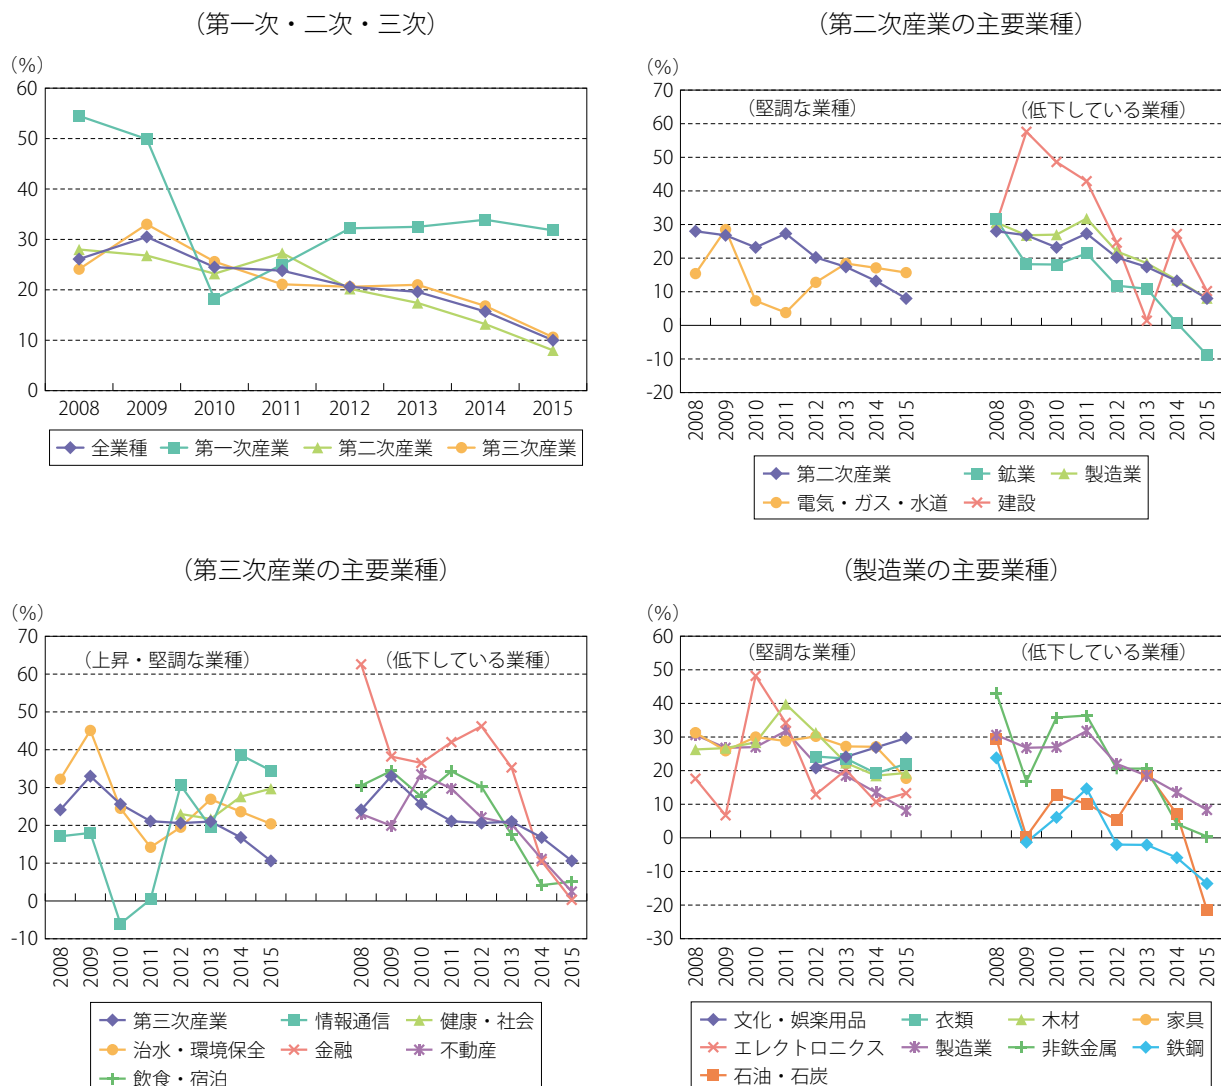 （第一次・二次・三次）
（%）
60
50
40
30
20
10
0
2008 2009 2010 2011 2012 2013 2014 2015
全業種 第一次産業 第二次産業 第三次産業
（第二次産業の主要業種）
（%）
70
60
50
40
30
20
10
0
-10
-20
（堅調な業種） （低下している業種）
2008 2009 2010 2011 2012 2013 2014 2015 2008 2009 2010 2011 2012 2013 2014 2015
第二次産業 鉱業 製造業
電気・ガス・水道 建設
（第三次産業の主要業種）
（%）
70
60
50
40
30
20
10
0
-10
（上昇・堅調な業種） （低下している業種）
2008 2009 2010 2011 2012 2013 2014 2015 2008 2009 2010 2011 2012 2013 2014 2015
第三次産業 情報通信 健康・社会
治水・環境保全 金融 不動産
飲食・宿泊
（製造業の主要業種）
（%）
60
50
40
30
20
10
0
-10
-20
-30
（堅調な業種） （低下している業種）
2008 2009 2010 2011 2012 2013 2014 2015 2008 2009 2010 2011 2012 2013 2014 2015
文化・娯楽用品 衣類 木材 家具
エレクトロニクス 製造業 非鉄金属 鉄鋼
石油・石炭